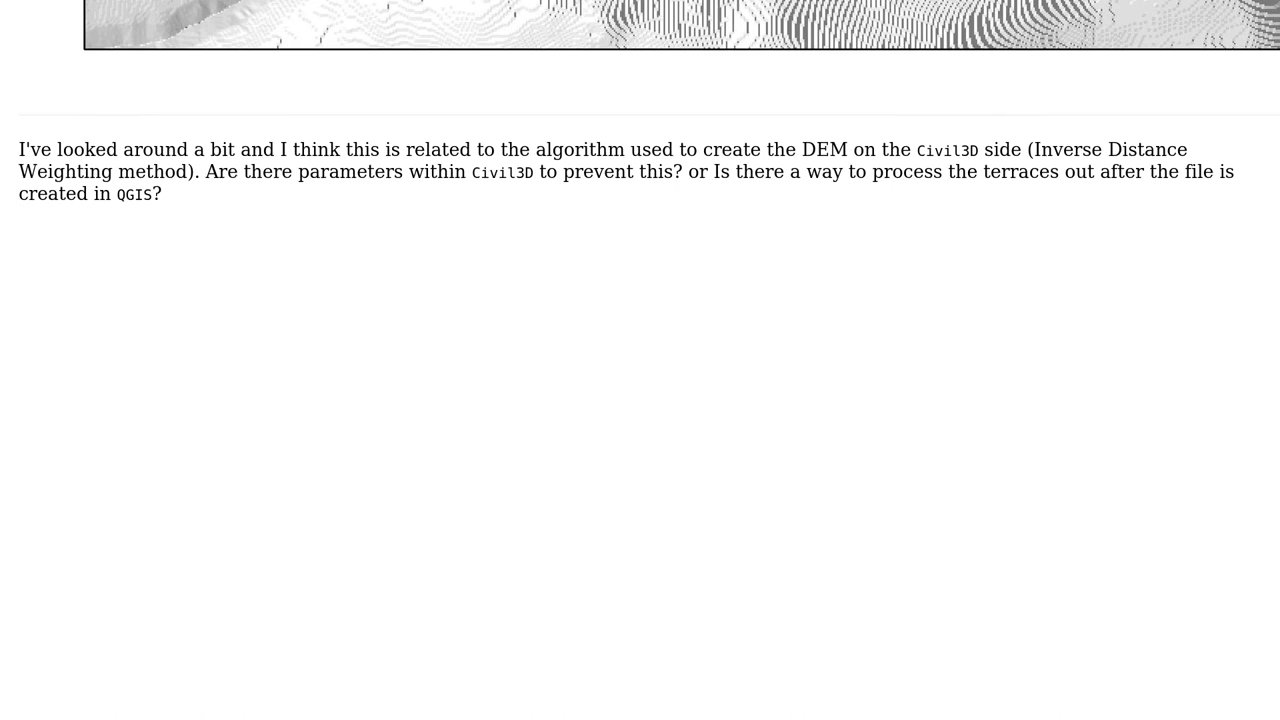 I've looked around a bit and I think this is related to the algorithm used to create the DEM on the Civil3D side (Inverse Distance
Weighting method). Are there parameters within Civil3D to prevent this? or Is there a way to process the terraces out after the file is
created in QGIS?